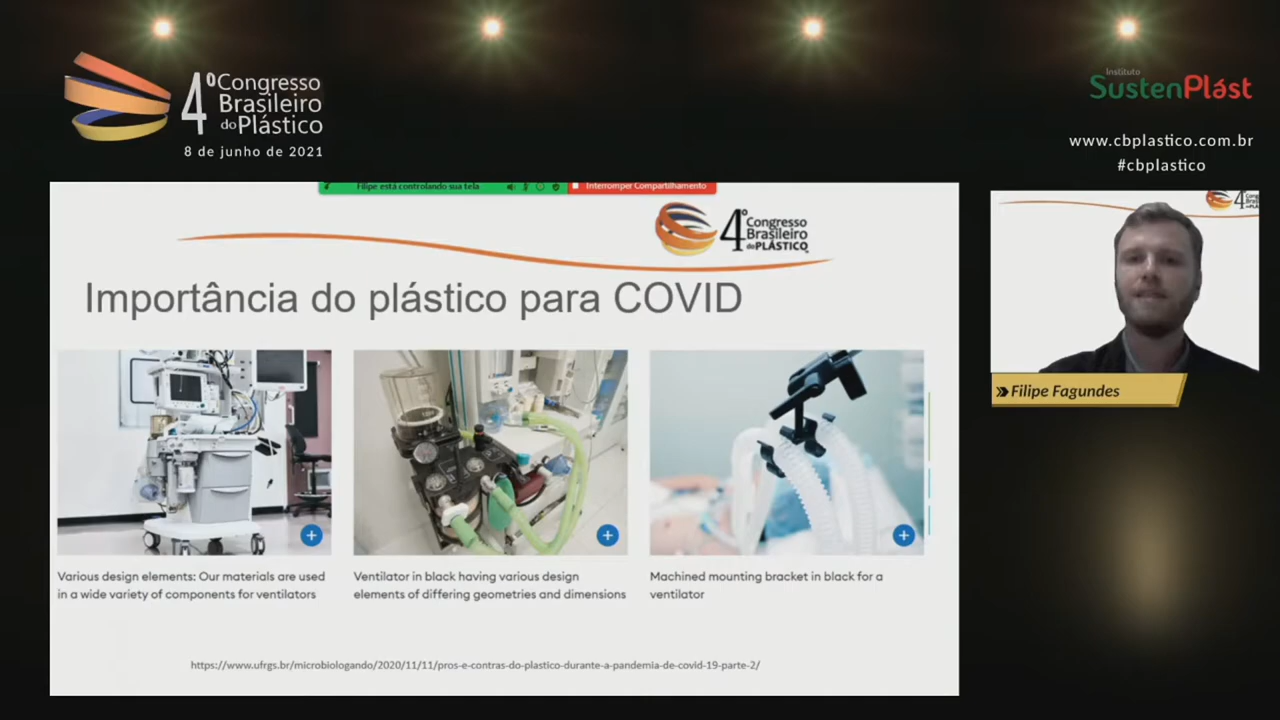 4º Congresso
Brasileiro
do Plástico
8 de junho de 2021
Instituto
SustenPlást
www.cbplastico.com.br
#cbplastico
Filipe está controlando sua tela
Interromper Compartilhamento
4º Congresso
Brasileiro
do PLÁSTICO
Importância do plástico para COVID
Various design elements: Our materials are used
in a wide variety of components for ventilators
Ventilator in black having various design
elements of differing geometries and dimensions
Machined mounting bracket in black for a
ventilator
https://www.ufrgs.br/microbiologando/2020/11/11/pros-e-contras-do-plastico-durante-a-pandemia-de-covid-19-parte-2/
Filipe Fagundes